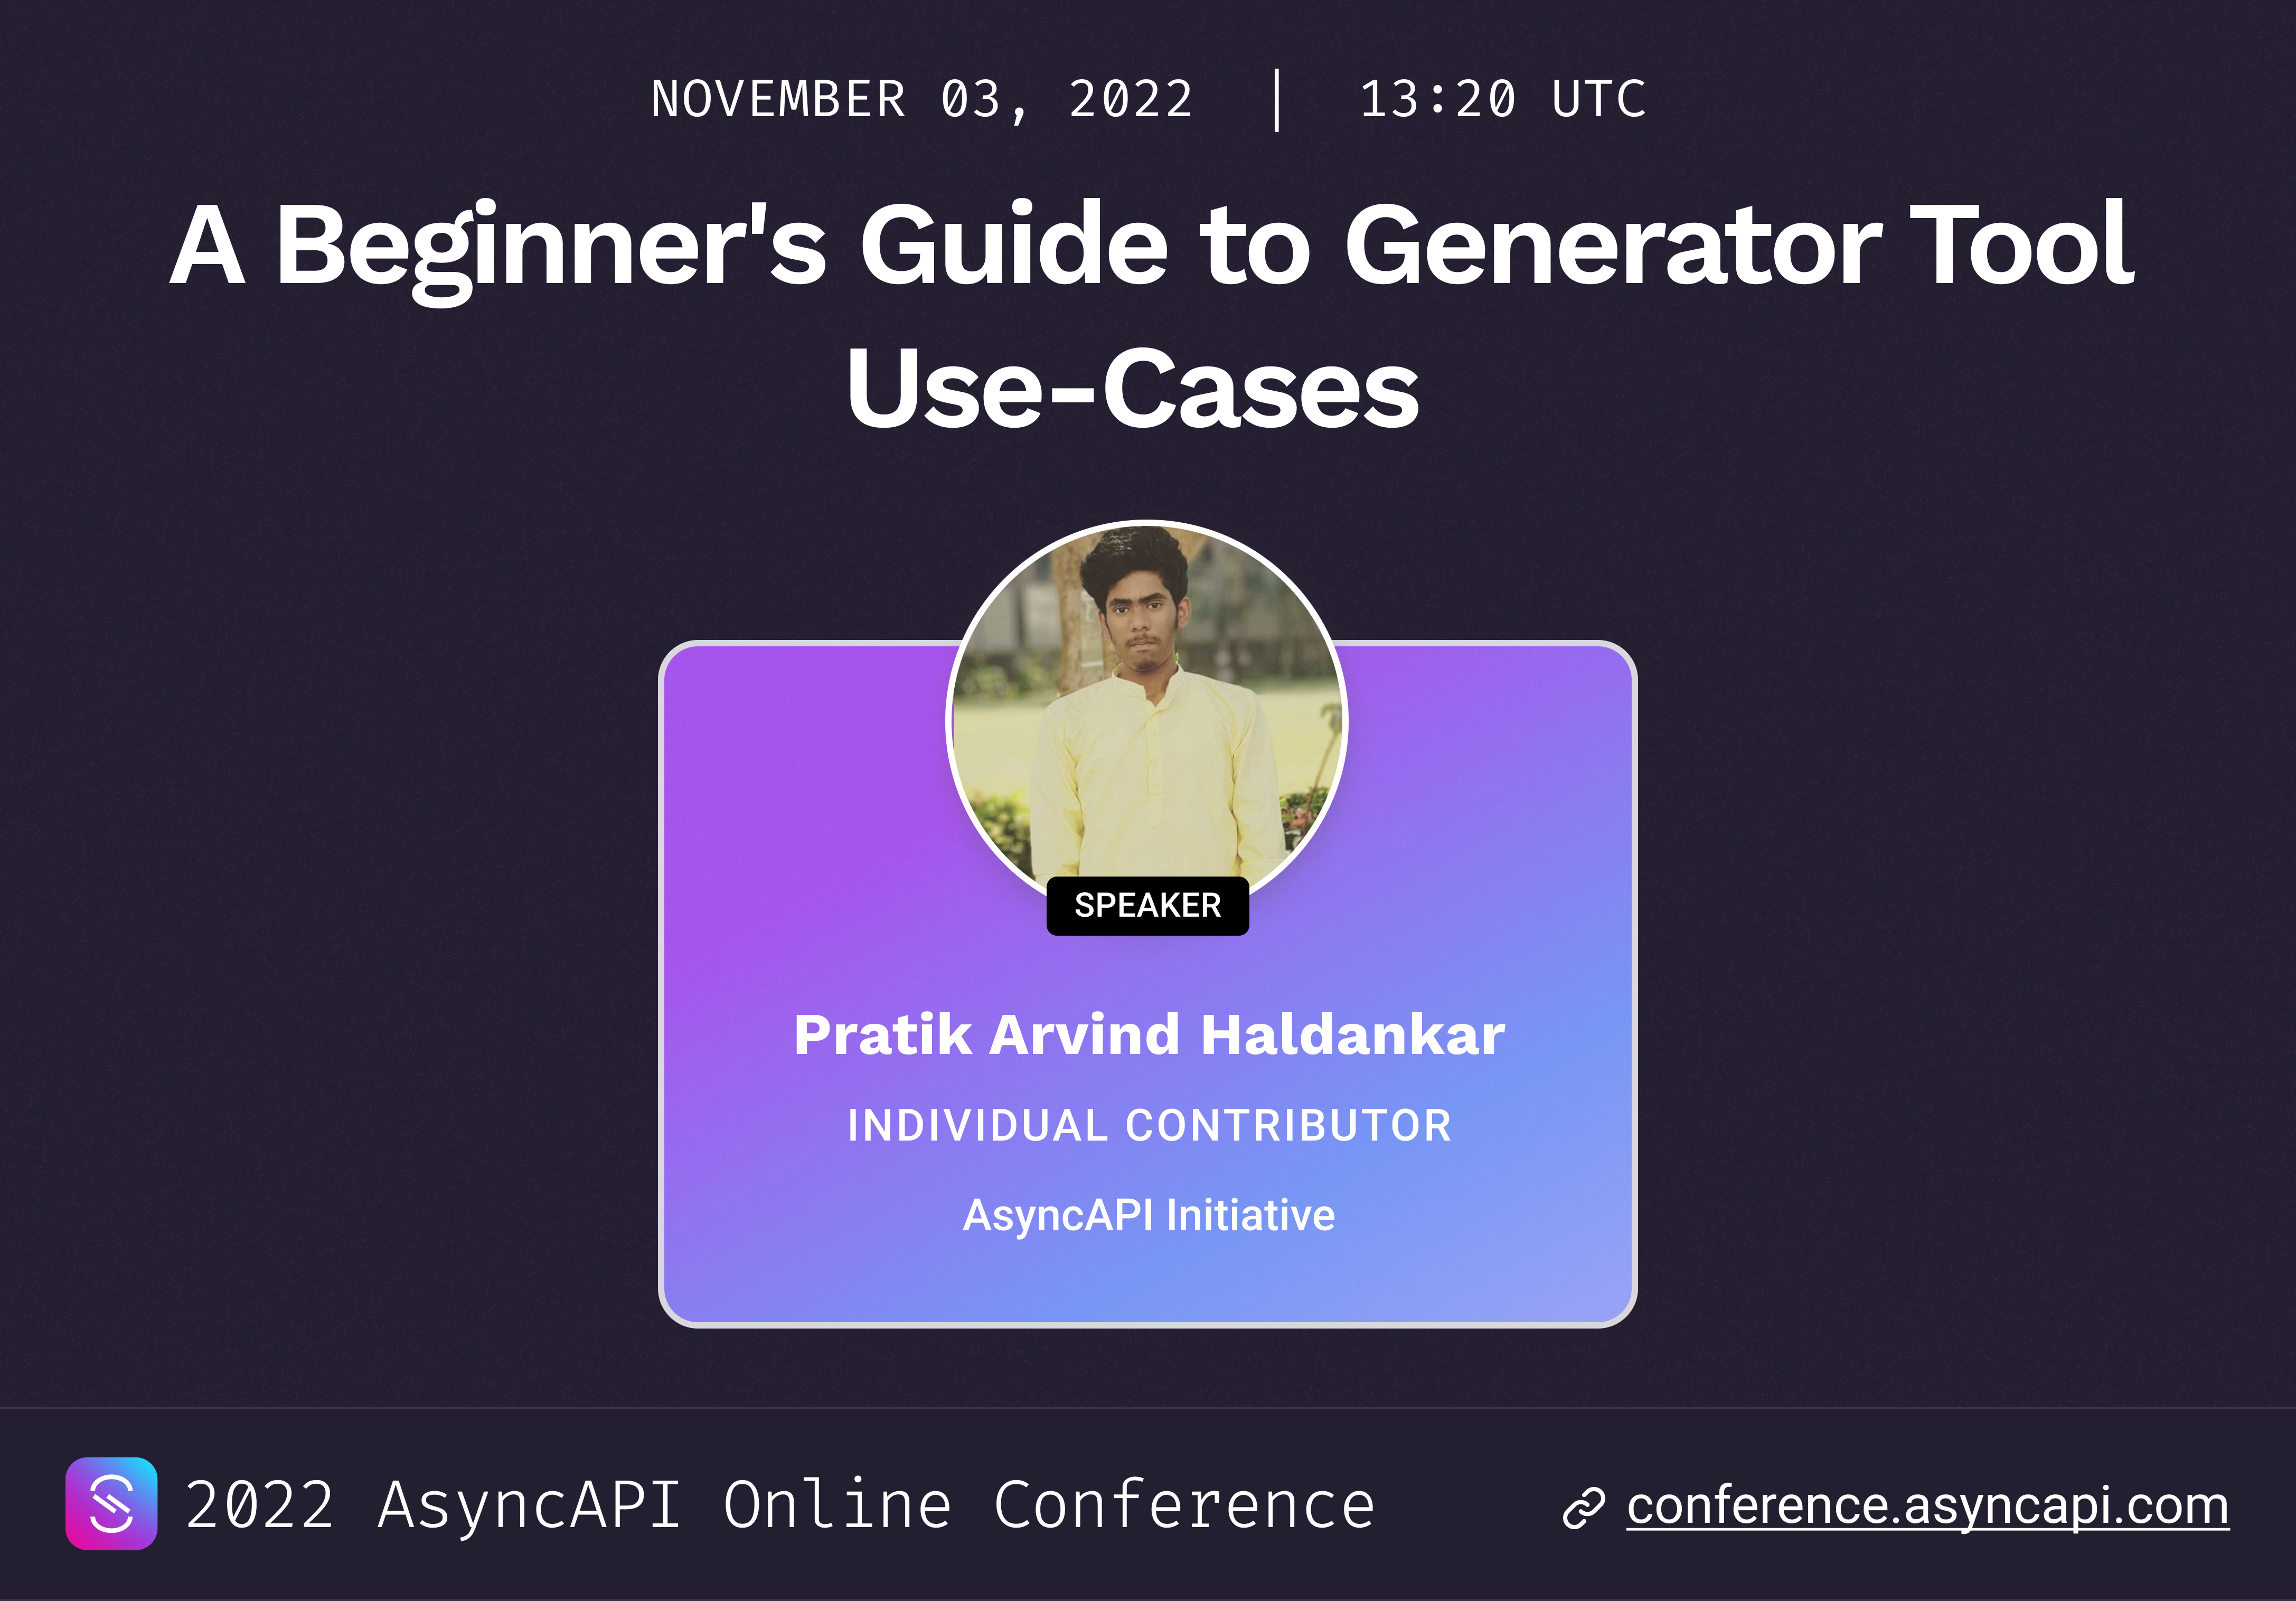 NOVEMBER 03, 2022 | 13:20 UTC
A Beginner's Guide to Generator Tool
Use-Cases
SPEAKER
Pratik Arvind Haldankar
INDIVIDUAL CONTRIBUTOR
AsyncAPI Initiative
2022 AsyncAPI Online Conference
conference.asyncapi.com